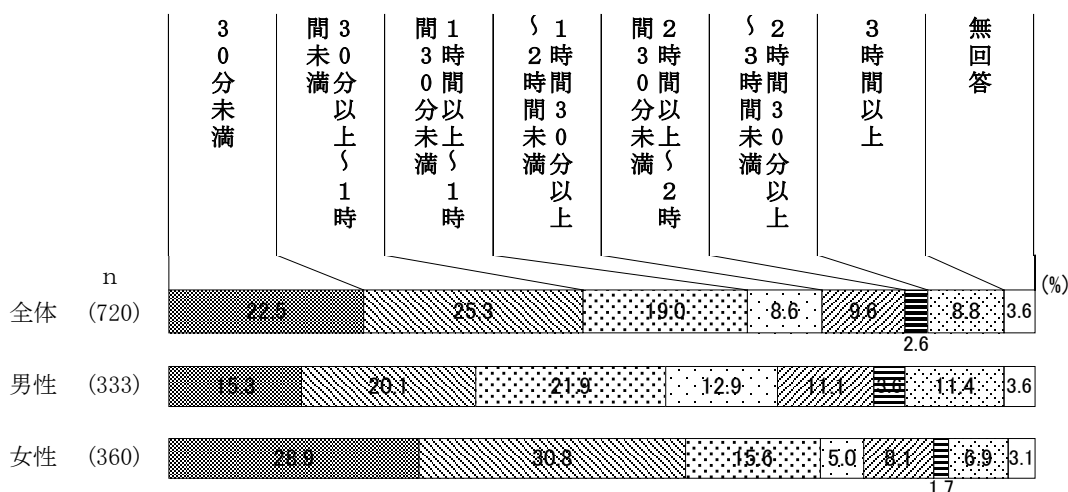 30分未満
30分以上～1時
間未満
1時間以上～1時
間30分未満
1時間30分以上
～2時間未満
2時間以上～2時
間30分未満
2時間30分以上
～3時間未満
3時間以上
無回答
n
(%)
全体 (720) 22.5 25.3 19.0 8.6 9.6 8.8 3.6
2.6
男性 (333) 15.3 20.1 21.9 12.9 11.1 3.6 11.4 3.6
女性 (360) 28.9 30.8 15.6 5.0 8.1 6.9 3.1
1.7